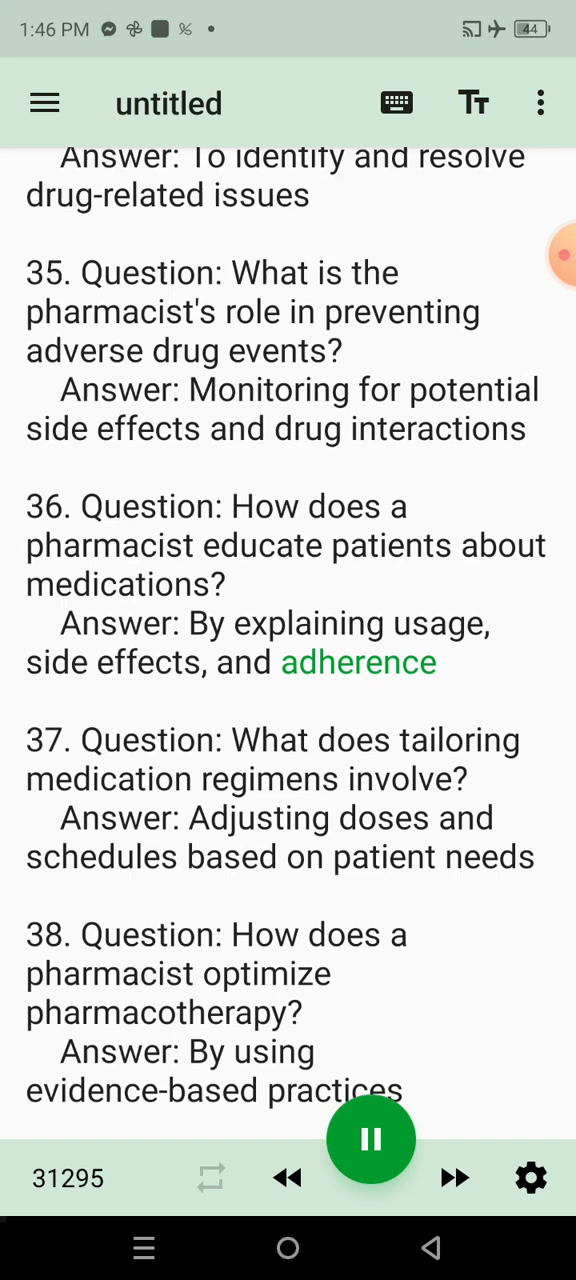 1:46 PM
44
untitled
Answer: To identify and resolve
drug-related issues
35. Question: What is the
pharmacist's role in preventing
adverse drug events?
Answer: Monitoring for potential
side effects and drug interactions
36. Question: How does a
pharmacist educate patients about
medications?
Answer: By explaining usage,
side effects, and adherence
37. Question: What does tailoring
medication regimens involve?
Answer: Adjusting doses and
schedules based on patient needs
38. Question: How does a
pharmacist optimize
pharmacotherapy?
Answer: By using
evidence-based practices
31295